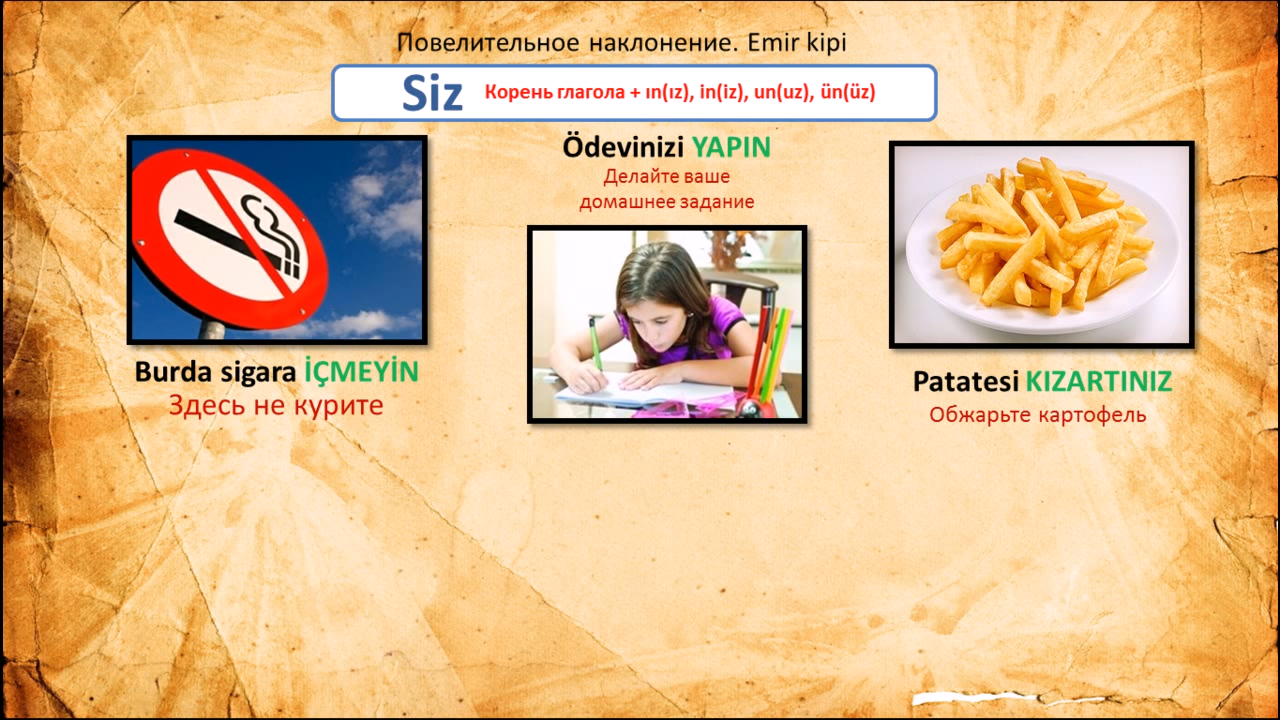 Повелительное наклонение. Emir kipi
Siz Корень глагола + ın(ız), in(iz), un(uz), ün(üz)
Burda sigara İÇMEYİN
Здесь не курите
Ödevinizi YAPIN
Делайте ваше
домашнее задание
Patatesi KIZARTINIZ
Обжарьте картофель